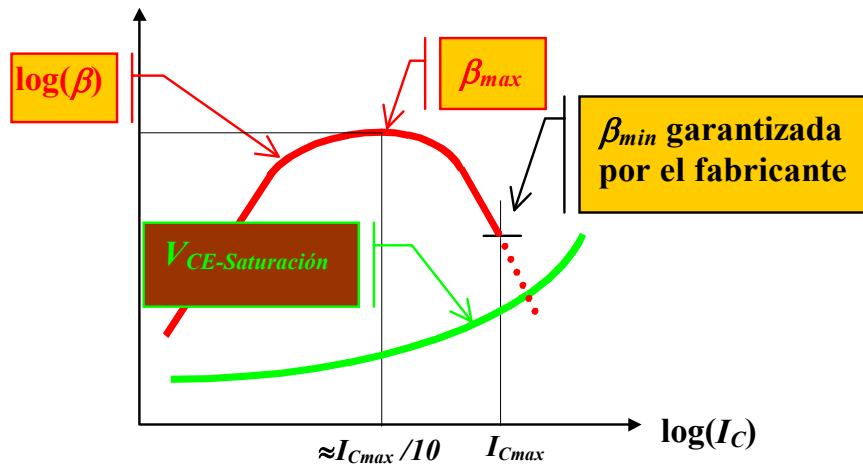 log(β)
βmax
βmin garantizada
por el fabricante
VCE-Saturación
≈ICmax /10
ICmax
log(IC)